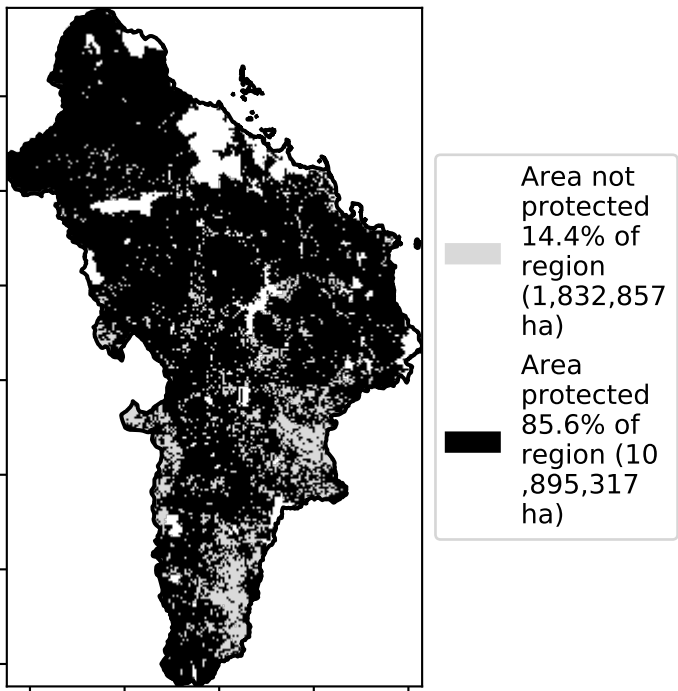 Area not
protected
14.4% of
region
(1,832,857
ha)
Area
protected
85.6% of
region (10
,895,317
ha)